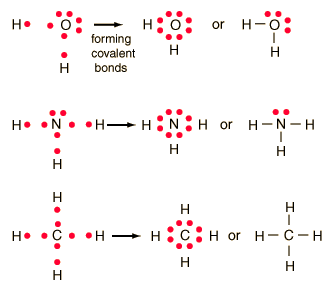 H O H O or H O
forming
covalent H H
H bonds
H N H H N H or H N H
H H
H H H
H C H H C H or H C H
H H H